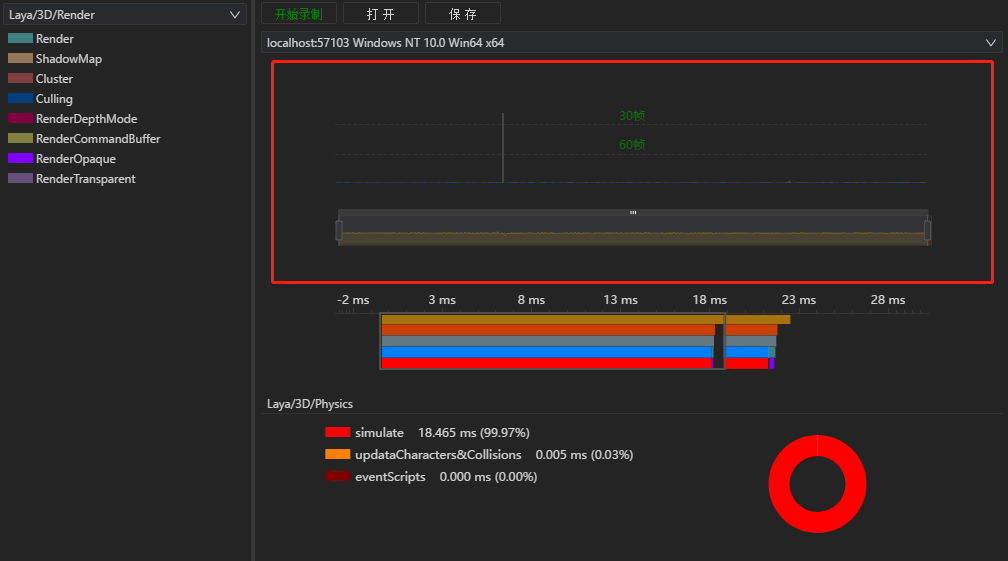 Laya/3D/Render
Render
ShadowMap
Cluster
Culling
RenderDepthMode
RenderCommandBuffer
RenderOpaque
RenderTransparent
开始录制 打开 保存
localhost:57103 Windows NT 10.0 Win64 x64
30帧
60帧
-2 ms 3 ms 8 ms 13 ms 18 ms 23 ms 28 ms
Laya/3D/Physics
simulate 18.465 ms (99.97%)
updataCharacters&Collisions 0.005 ms (0.03%)
eventScripts 0.000 ms (0.00%)